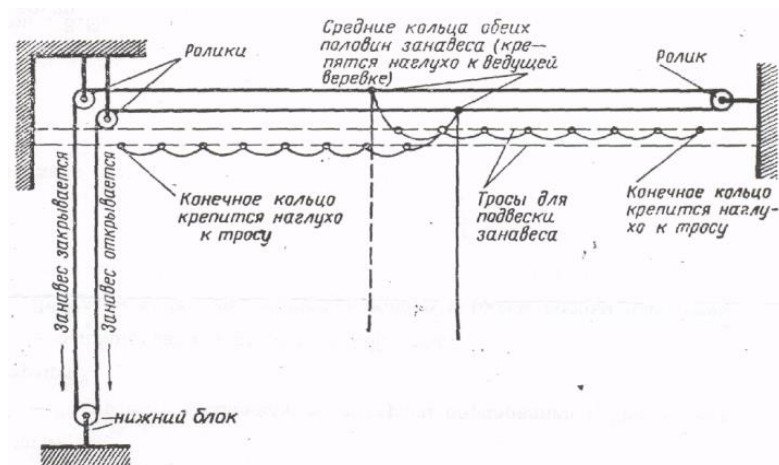 Ролики
Средние кольца обеих
половин занавеса (кре-
пятся наглухо к ведущей
веревке)
Ролик
Конечное кольцо
крепится наглухо
к тросу
Тросы для
подвески
занавеса
Конечное кольцо
крепится наглу-
хо к тросу
занавес закрывается
занавес открывается
нижний блок